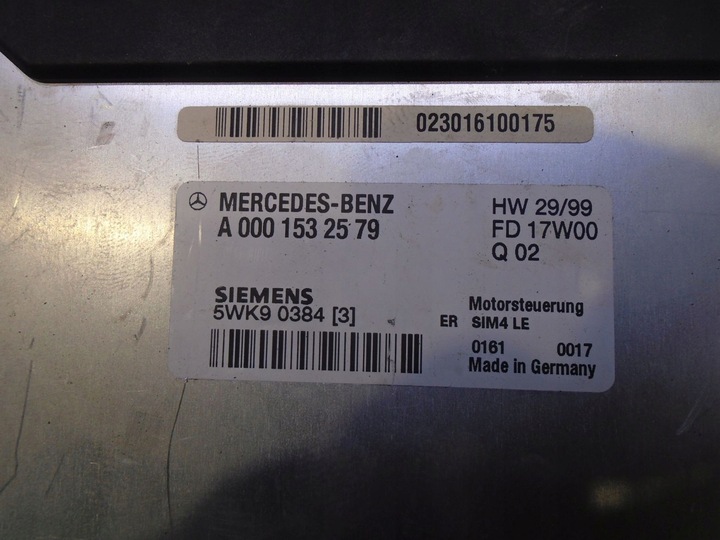 023016100175
MERCEDES-BENZ
A 000 153 25 79
HW 29/99
FD 17W00
Q 02
SIEMENS
5WK9 0384 [3]
Motorsteuerung
ER SIM4 LE
0161 0017
Made in Germany